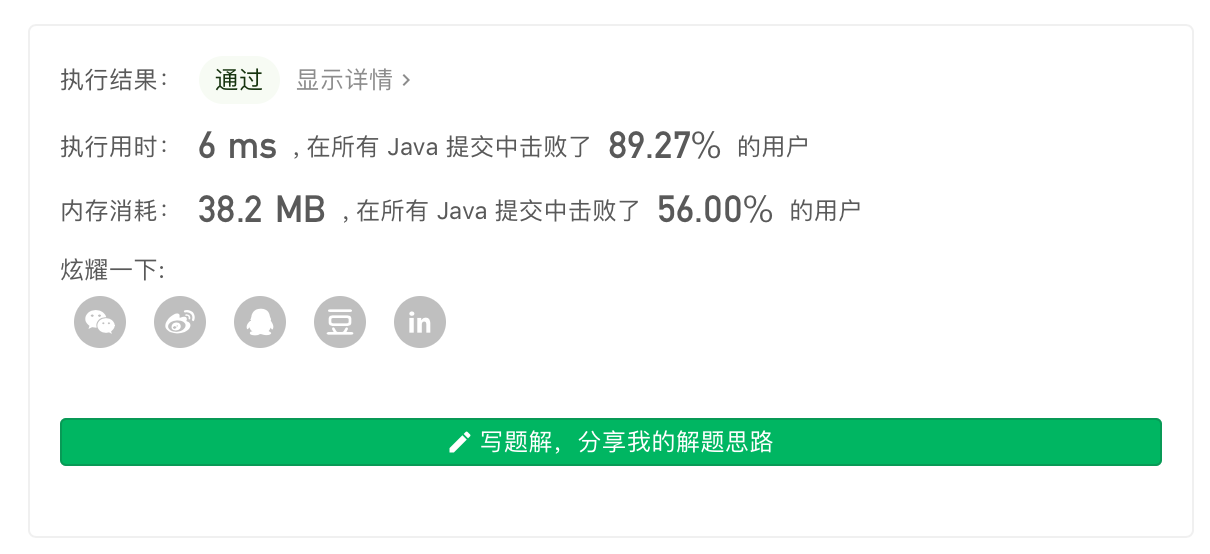 执行结果： 通过 显示详情 ›
执行用时： 6 ms , 在所有 Java 提交中击败了 89.27% 的用户
内存消耗： 38.2 MB , 在所有 Java 提交中击败了 56.00% 的用户
炫耀一下:
豆 in
写题解，分享我的解题思路